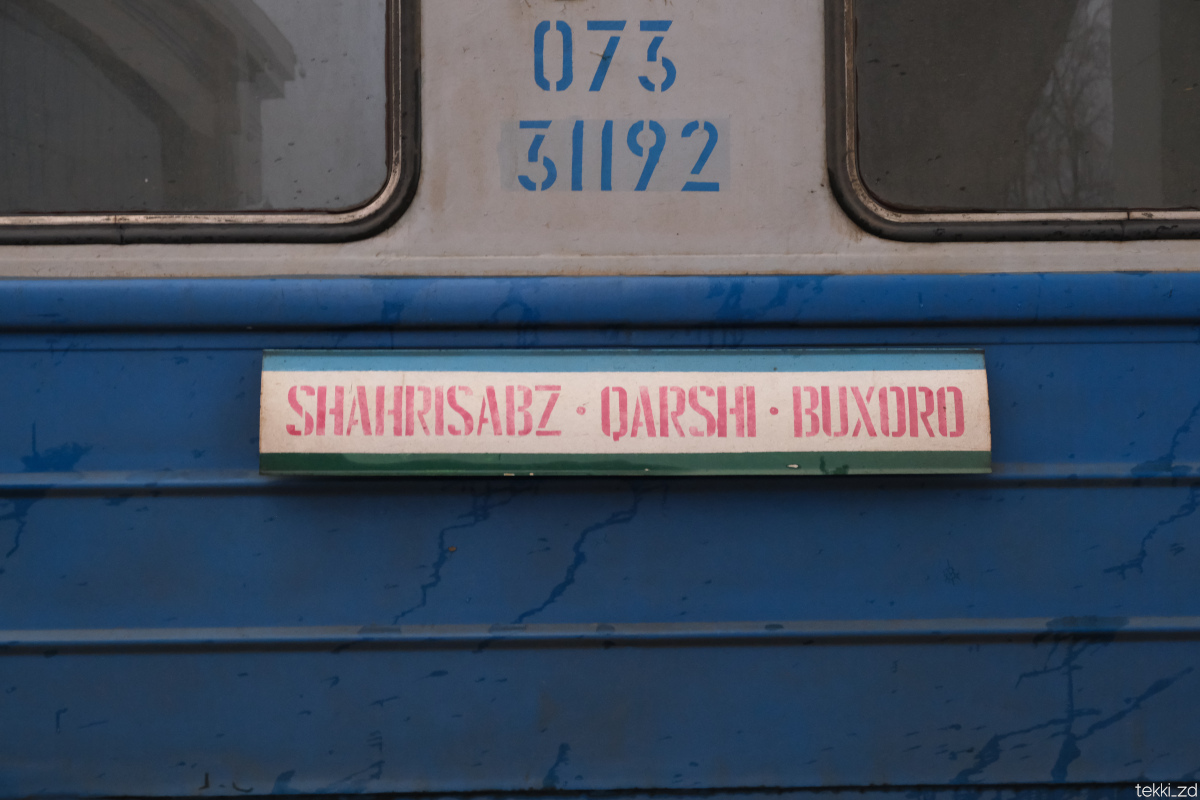 073
31192
SHAHRISABZ · QARSHI · BUXORO
tekki_zd